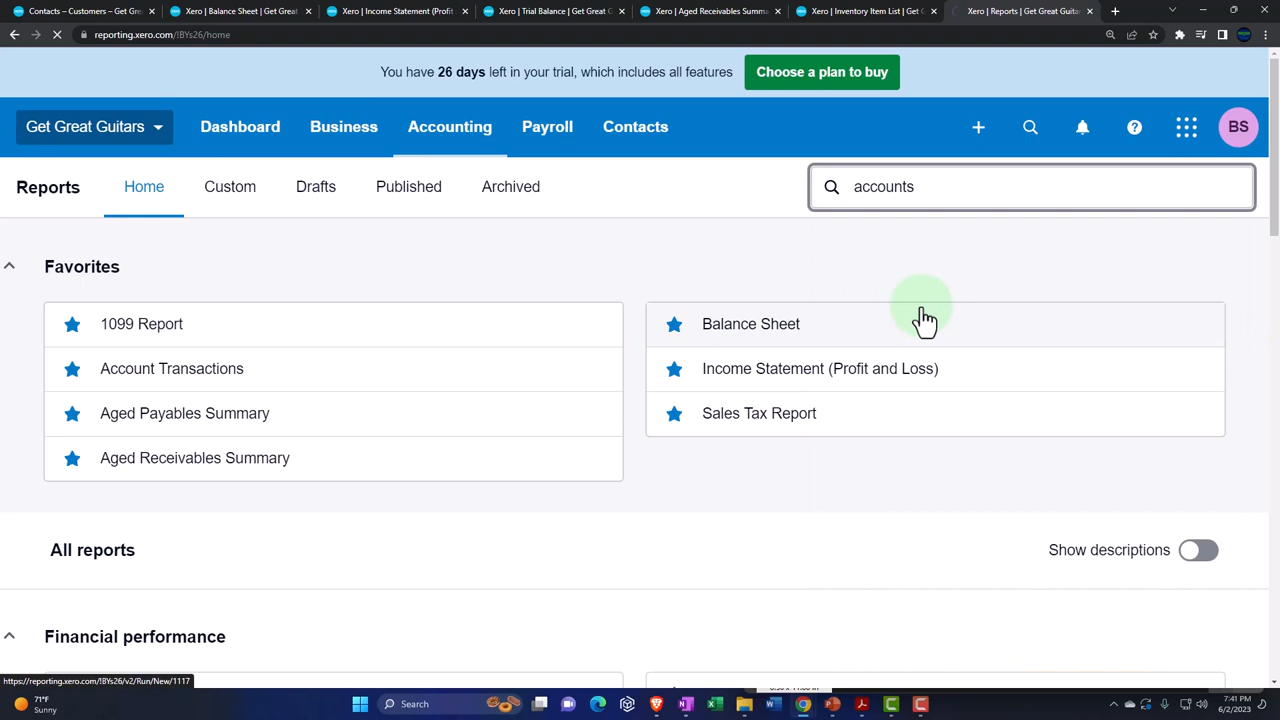 Contacts – Customers – Get Gre
Xero | Balance Sheet | Get Great
Xero | Income Statement (Profit
Xero | Trial Balance | Get Great
Xero | Aged Receivables Summa
Xero | Inventory Item List | Get G
Xero | Reports | Get Great Guita
reporting.xero.com/!BYs26/home
You have 26 days left in your trial, which includes all features
Choose a plan to buy
Get Great Guitars
Dashboard
Business
Accounting
Payroll
Contacts
BS
Reports
Home
Custom
Drafts
Published
Archived
accounts
Favorites
1099 Report
Account Transactions
Aged Payables Summary
Aged Receivables Summary
Balance Sheet
Income Statement (Profit and Loss)
Sales Tax Report
All reports
Show descriptions
Financial performance
https://reporting.xero.com/!BYs26/v2/Run/New/1117
71°F
Sunny
Search
7:41 PM
6/2/2023